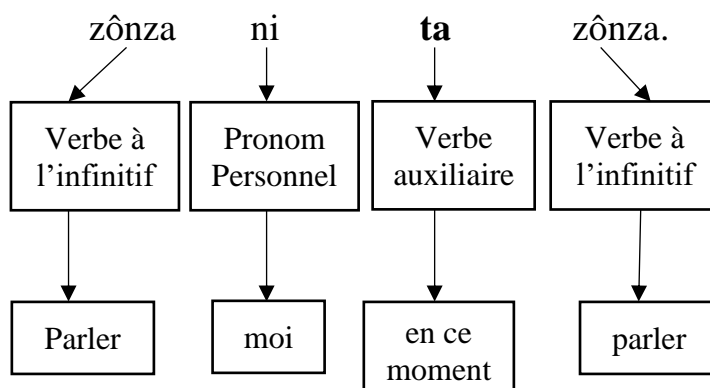 zônza ni ta zônza.
Verbe à l’infinitif
Pronom Personnel
Verbe auxiliaire
Verbe à l’infinitif
Parler
moi
en ce moment
parler